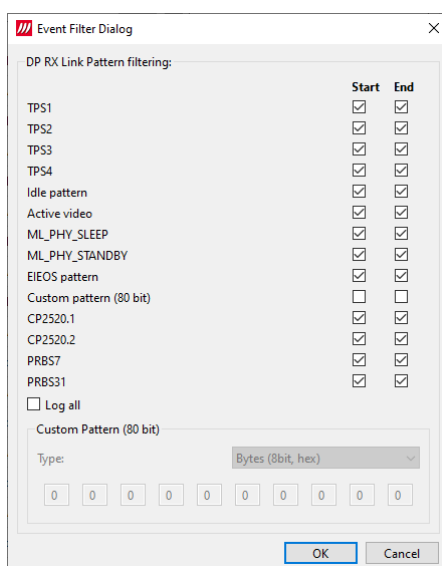 Event Filter Dialog
DP RX Link Pattern filtering:
Start End
TPS1
TPS2
TPS3
TPS4
Idle pattern
Active video
ML_PHY_SLEEP
ML_PHY_STANDBY
EIEOS pattern
Custom pattern (80 bit)
CP2520.1
CP2520.2
PRBS7
PRBS31
Log all
Custom Pattern (80 bit)
Type: Bytes (8bit, hex)
0 0 0 0 0 0 0 0 0 0
OK Cancel